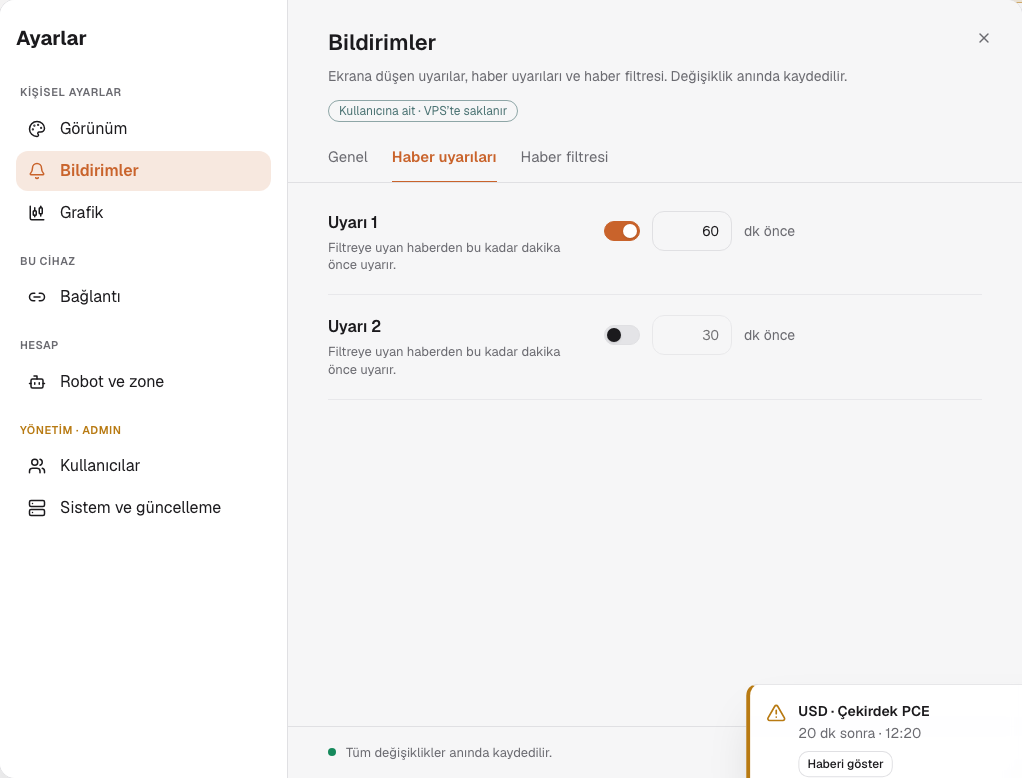 Ayarlar
KİŞİSEL AYARLAR
Görünüm
Bildirimler
Grafik
BU CİHAZ
Bağlantı
HESAP
Robot ve zone
YÖNETİM · ADMIN
Kullanıcılar
Sistem ve güncelleme
Bildirimler
Ekrana düşen uyarılar, haber uyarıları ve haber filtresi. Değişiklik anında kaydedilir.
Kullanıcına ait · VPS'te saklanır
Genel Haber uyarıları Haber filtresi
Uyarı 1
Filtreye uyan haberden bu kadar dakika
önce uyarır.
60 dk önce
Uyarı 2
Filtreye uyan haberden bu kadar dakika
önce uyarır.
30 dk önce
Tüm değişiklikler anında kaydedilir.
USD · Çekirdek PCE
20 dk sonra · 12:20
Haberi göster